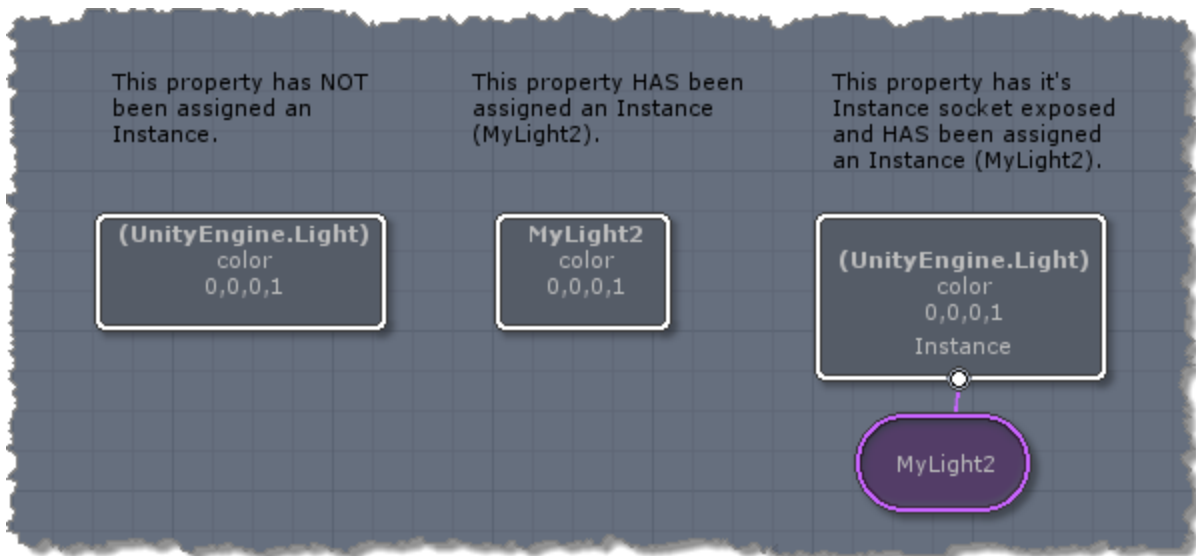 This property has NOT
been assigned an
Instance.
This property HAS been
assigned an Instance
(MyLight2).
This property has it's
Instance socket exposed
and HAS been assigned
an Instance (MyLight2).
(UnityEngine.Light)
color
0,0,0,1
MyLight2
color
0,0,0,1
(UnityEngine.Light)
color
0,0,0,1
Instance
MyLight2